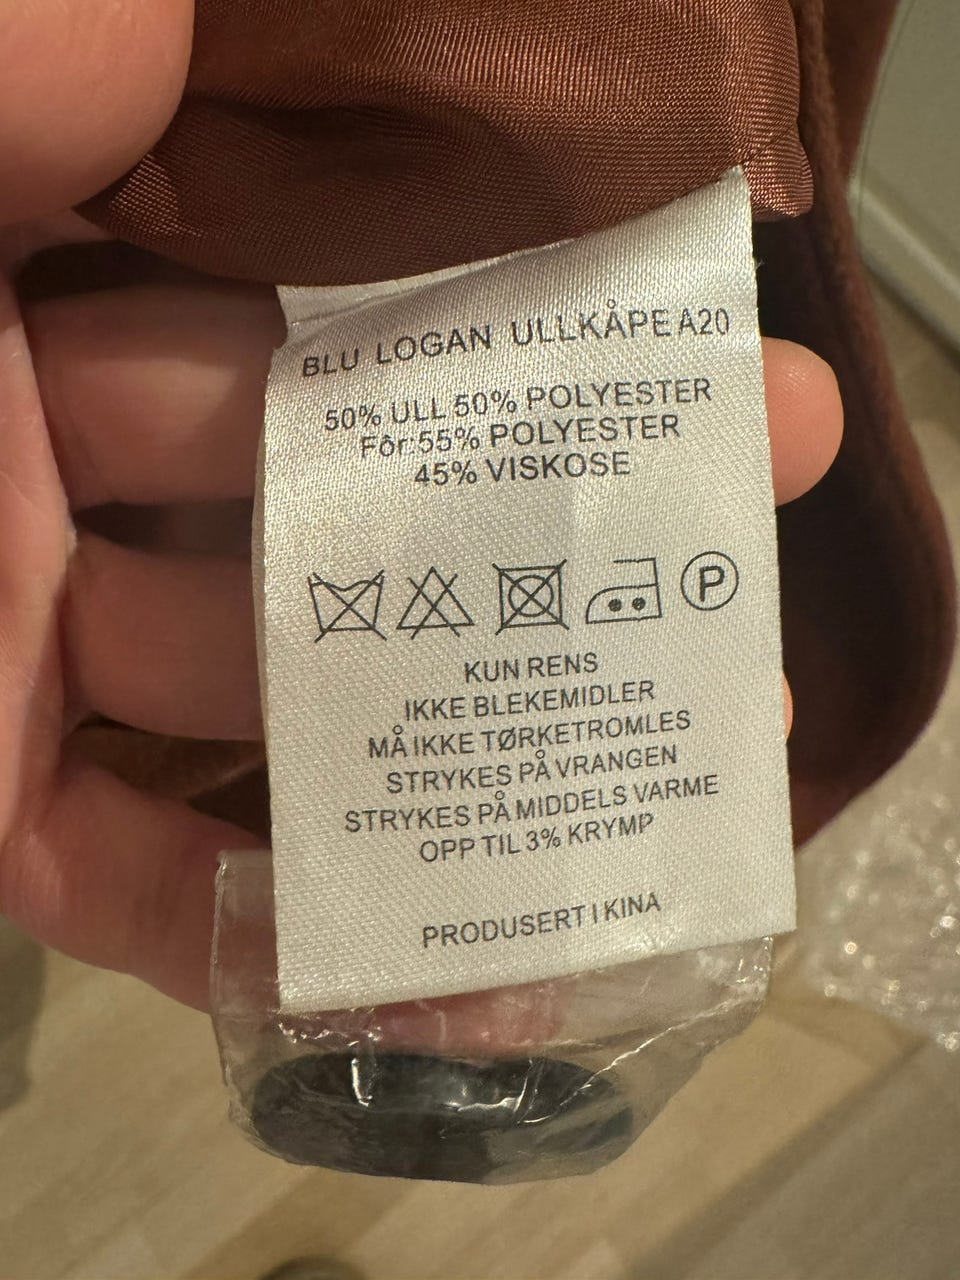 BLU LOGAN ULLKÅPE A20
50% ULL 50% POLYESTER
Fôr:55% POLYESTER
45% VISKOSE
P
KUN RENS
IKKE BLEKEMIDLER
MÅ IKKE TØRKETROMLES
STRYKES PÅ VRANGEN
STRYKES PÅ MIDDELS VARME
OPP TIL 3% KRYMP
PRODUSERT I KINA